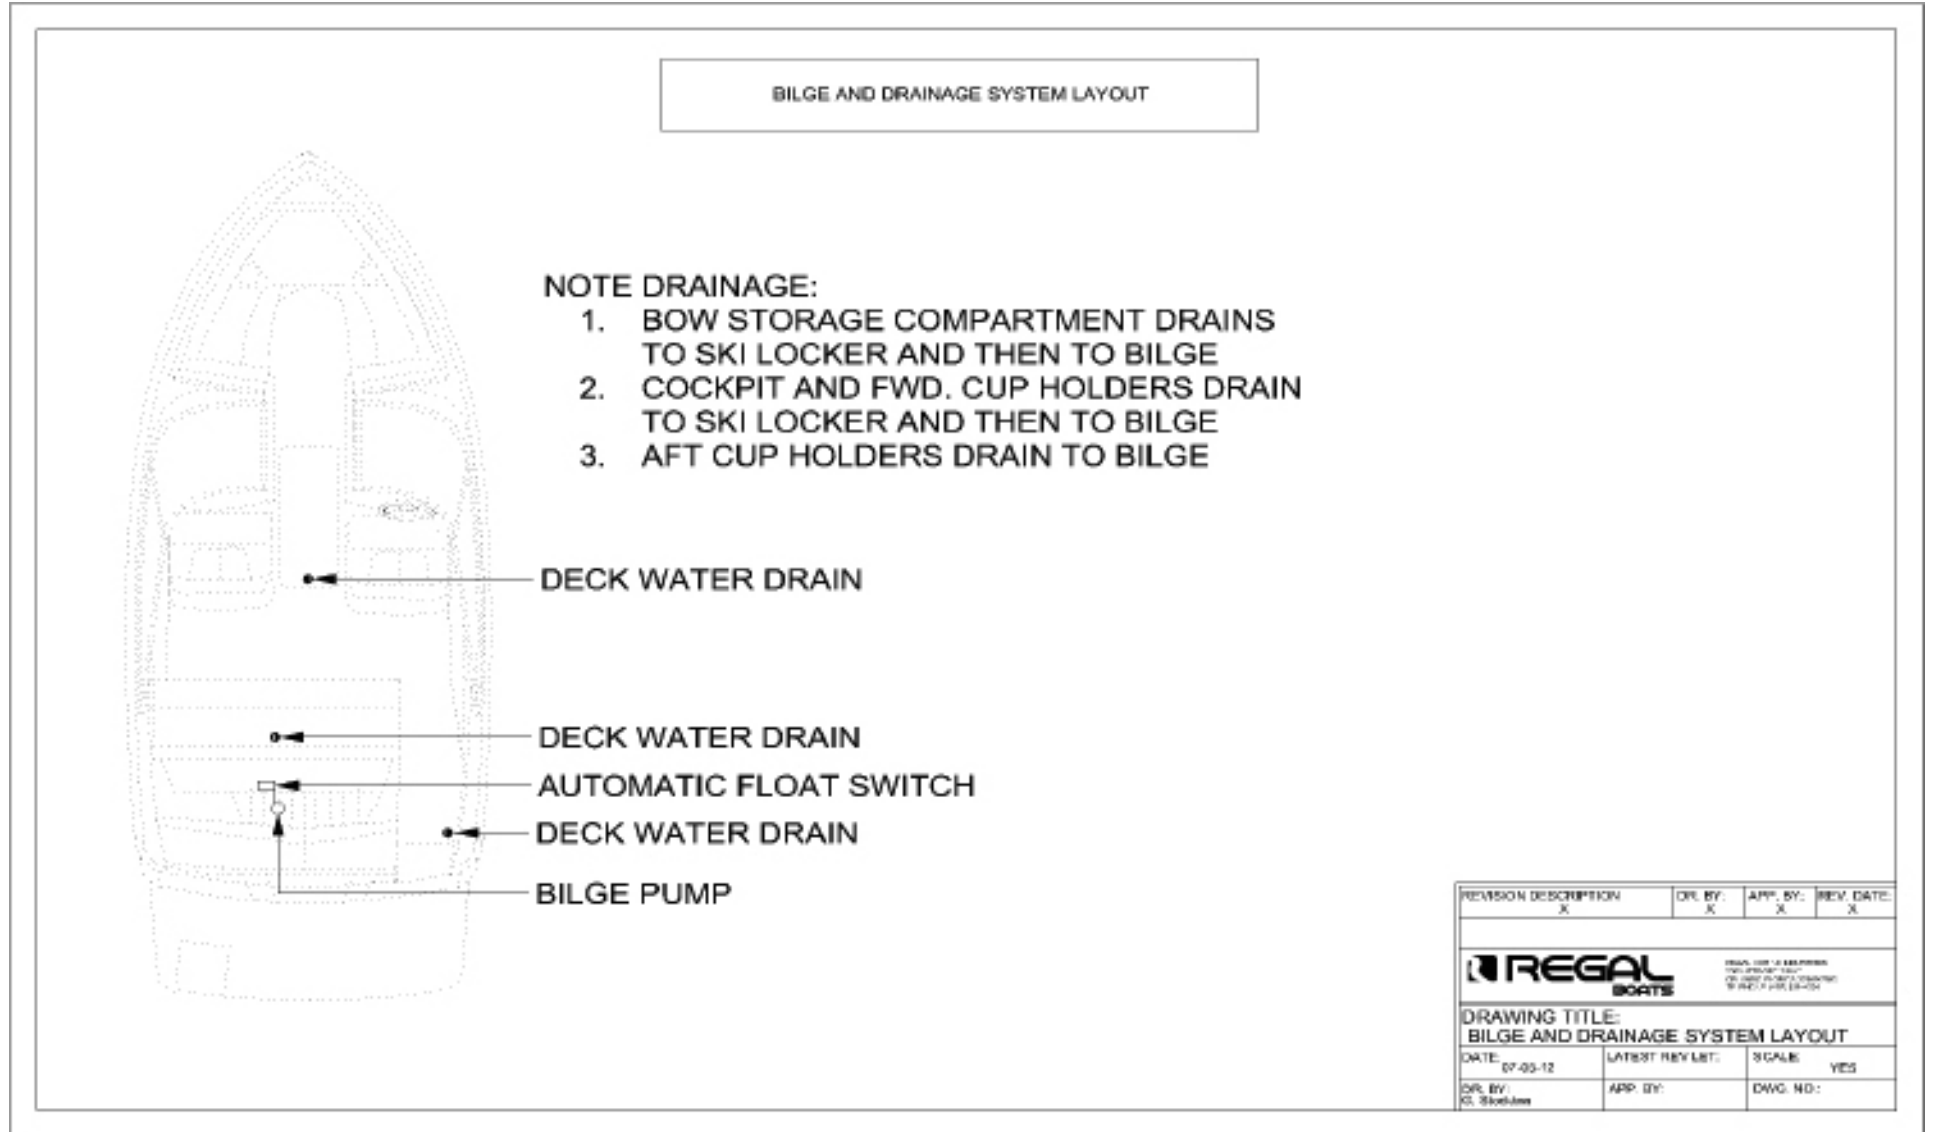 BILGE AND DRAINAGE SYSTEM LAYOUT
NOTE DRAINAGE:
1. BOW STORAGE COMPARTMENT DRAINS
TO SKI LOCKER AND THEN TO BILGE
2. COCKPIT AND FWD. CUP HOLDERS DRAIN
TO SKI LOCKER AND THEN TO BILGE
3. AFT CUP HOLDERS DRAIN TO BILGE
DECK WATER DRAIN
DECK WATER DRAIN
AUTOMATIC FLOAT SWITCH
DECK WATER DRAIN
BILGE PUMP
REVISION DESCRIPTION DR. BY: APP. BY: REV. DATE:
X X X X
REGAL
BOATS
DRAWING TITLE:
BILGE AND DRAINAGE SYSTEM LAYOUT
DATE: LATEST REV LET: SCALE:
YES
DR. BY: APP. BY: DWG. NO.:
G.